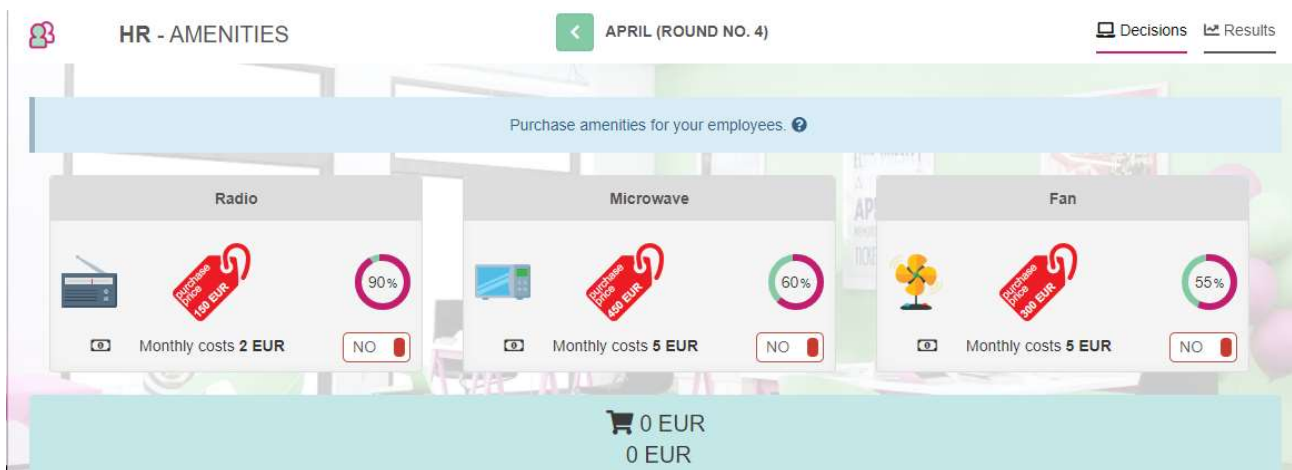 HR - AMENITIES
APRIL (ROUND NO. 4)
Decisions
Results
Purchase amenities for your employees.
Radio
purchase
price
150 EUR
90%
Monthly costs 2 EUR
NO
Microwave
purchase
price
450 EUR
60%
Monthly costs 5 EUR
NO
Fan
purchase
price
300 EUR
55%
Monthly costs 5 EUR
NO
0 EUR
0 EUR